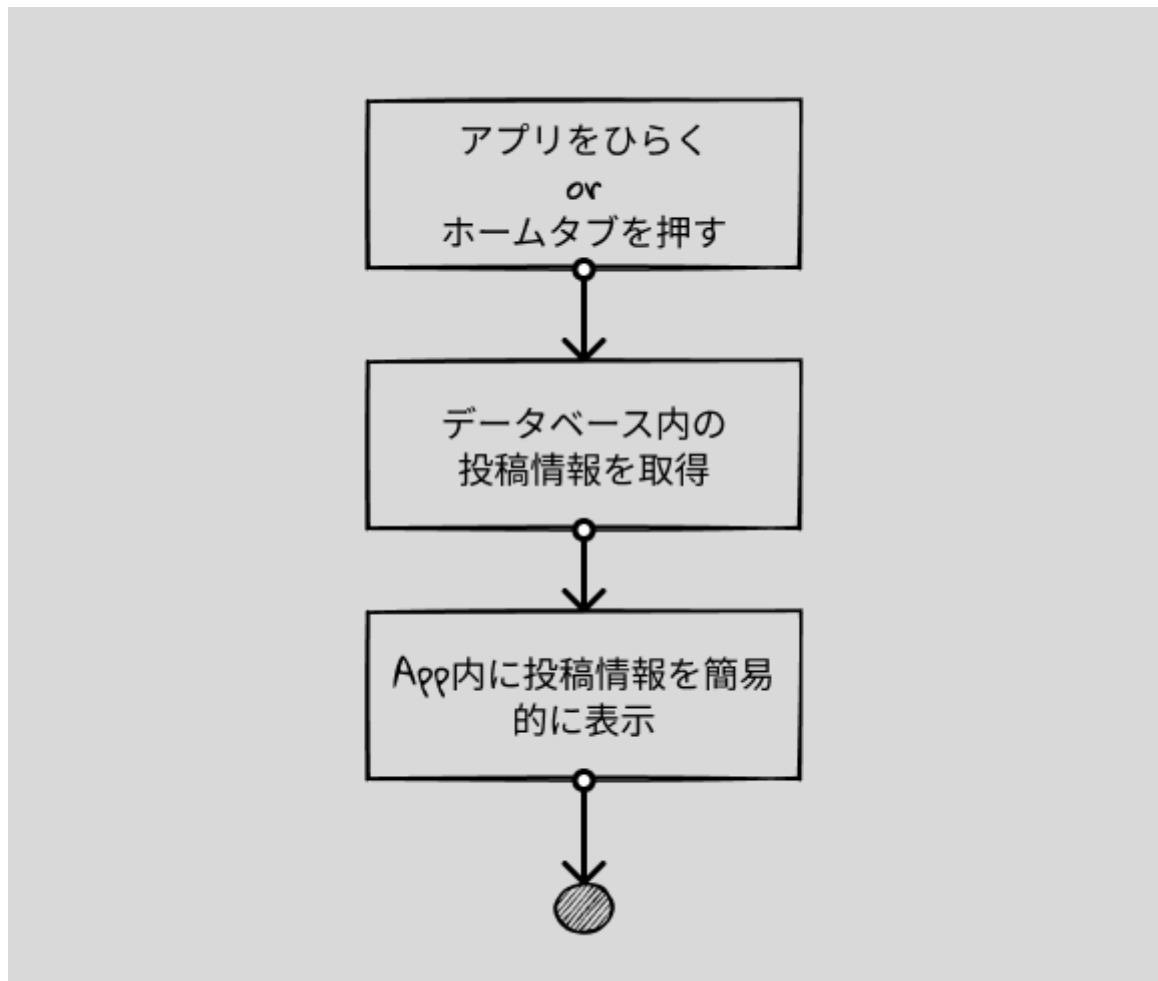 アプリをひらく
or
ホームタブを押す
データベース内の
投稿情報を取得
App内に投稿情報を簡易
的に表示